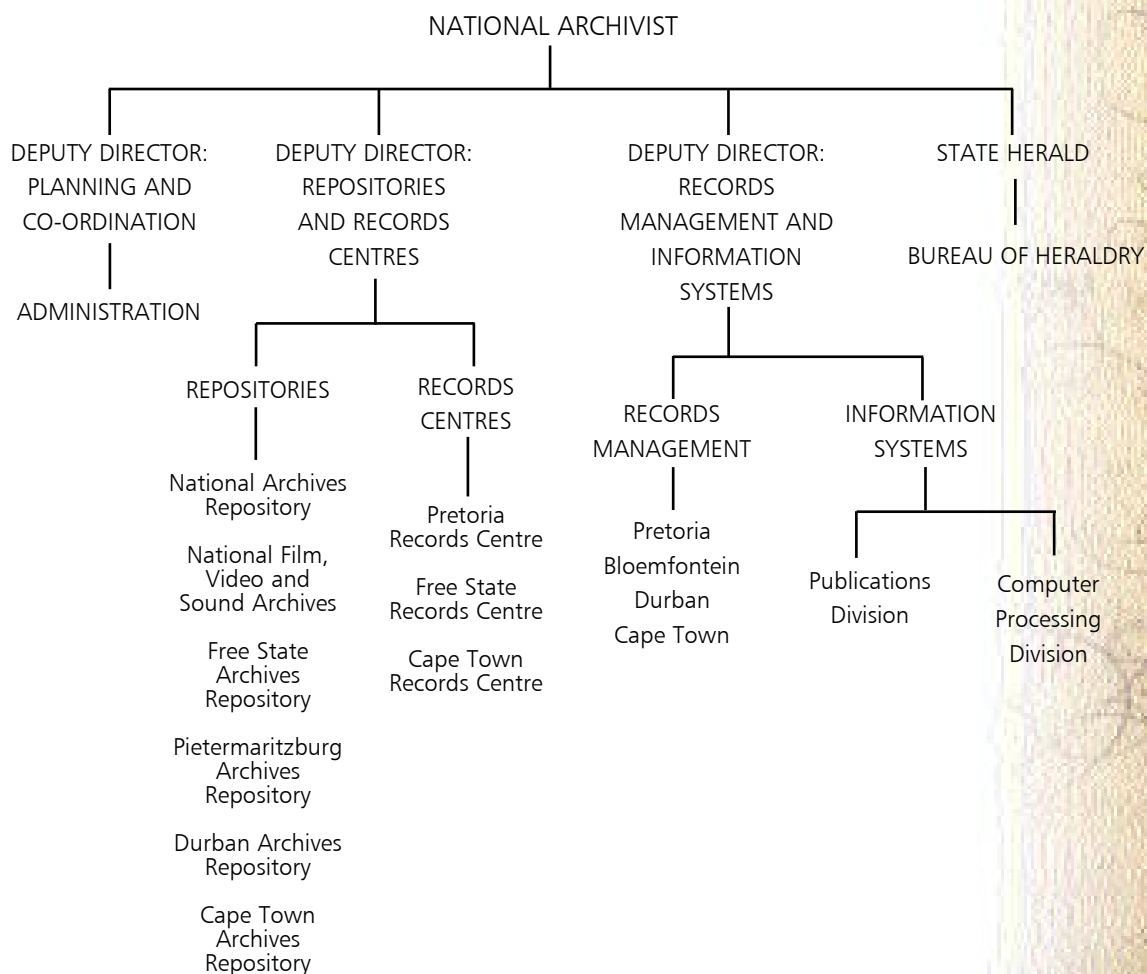 NATIONAL ARCHIVIST
DEPUTY DIRECTOR:
PLANNING AND
CO-ORDINATION
ADMINISTRATION
DEPUTY DIRECTOR:
REPOSITORIES
AND RECORDS
CENTRES
REPOSITORIES
National Archives
Repository
National Film,
Video and
Sound Archives
Free State
Archives
Repository
Pietermaritzburg
Archives
Repository
Durban Archives
Repository
Cape Town
Archives
Repository
RECORDS
CENTRES
Pretoria
Records Centre
Free State
Records Centre
Cape Town
Records Centre
DEPUTY DIRECTOR:
RECORDS
MANAGEMENT AND
INFORMATION
SYSTEMS
RECORDS
MANAGEMENT
Pretoria
Bloemfontein
Durban
Cape Town
INFORMATION
SYSTEMS
Publications
Division
Computer
Processing
Division
STATE HERALD
BUREAU OF HERALDRY